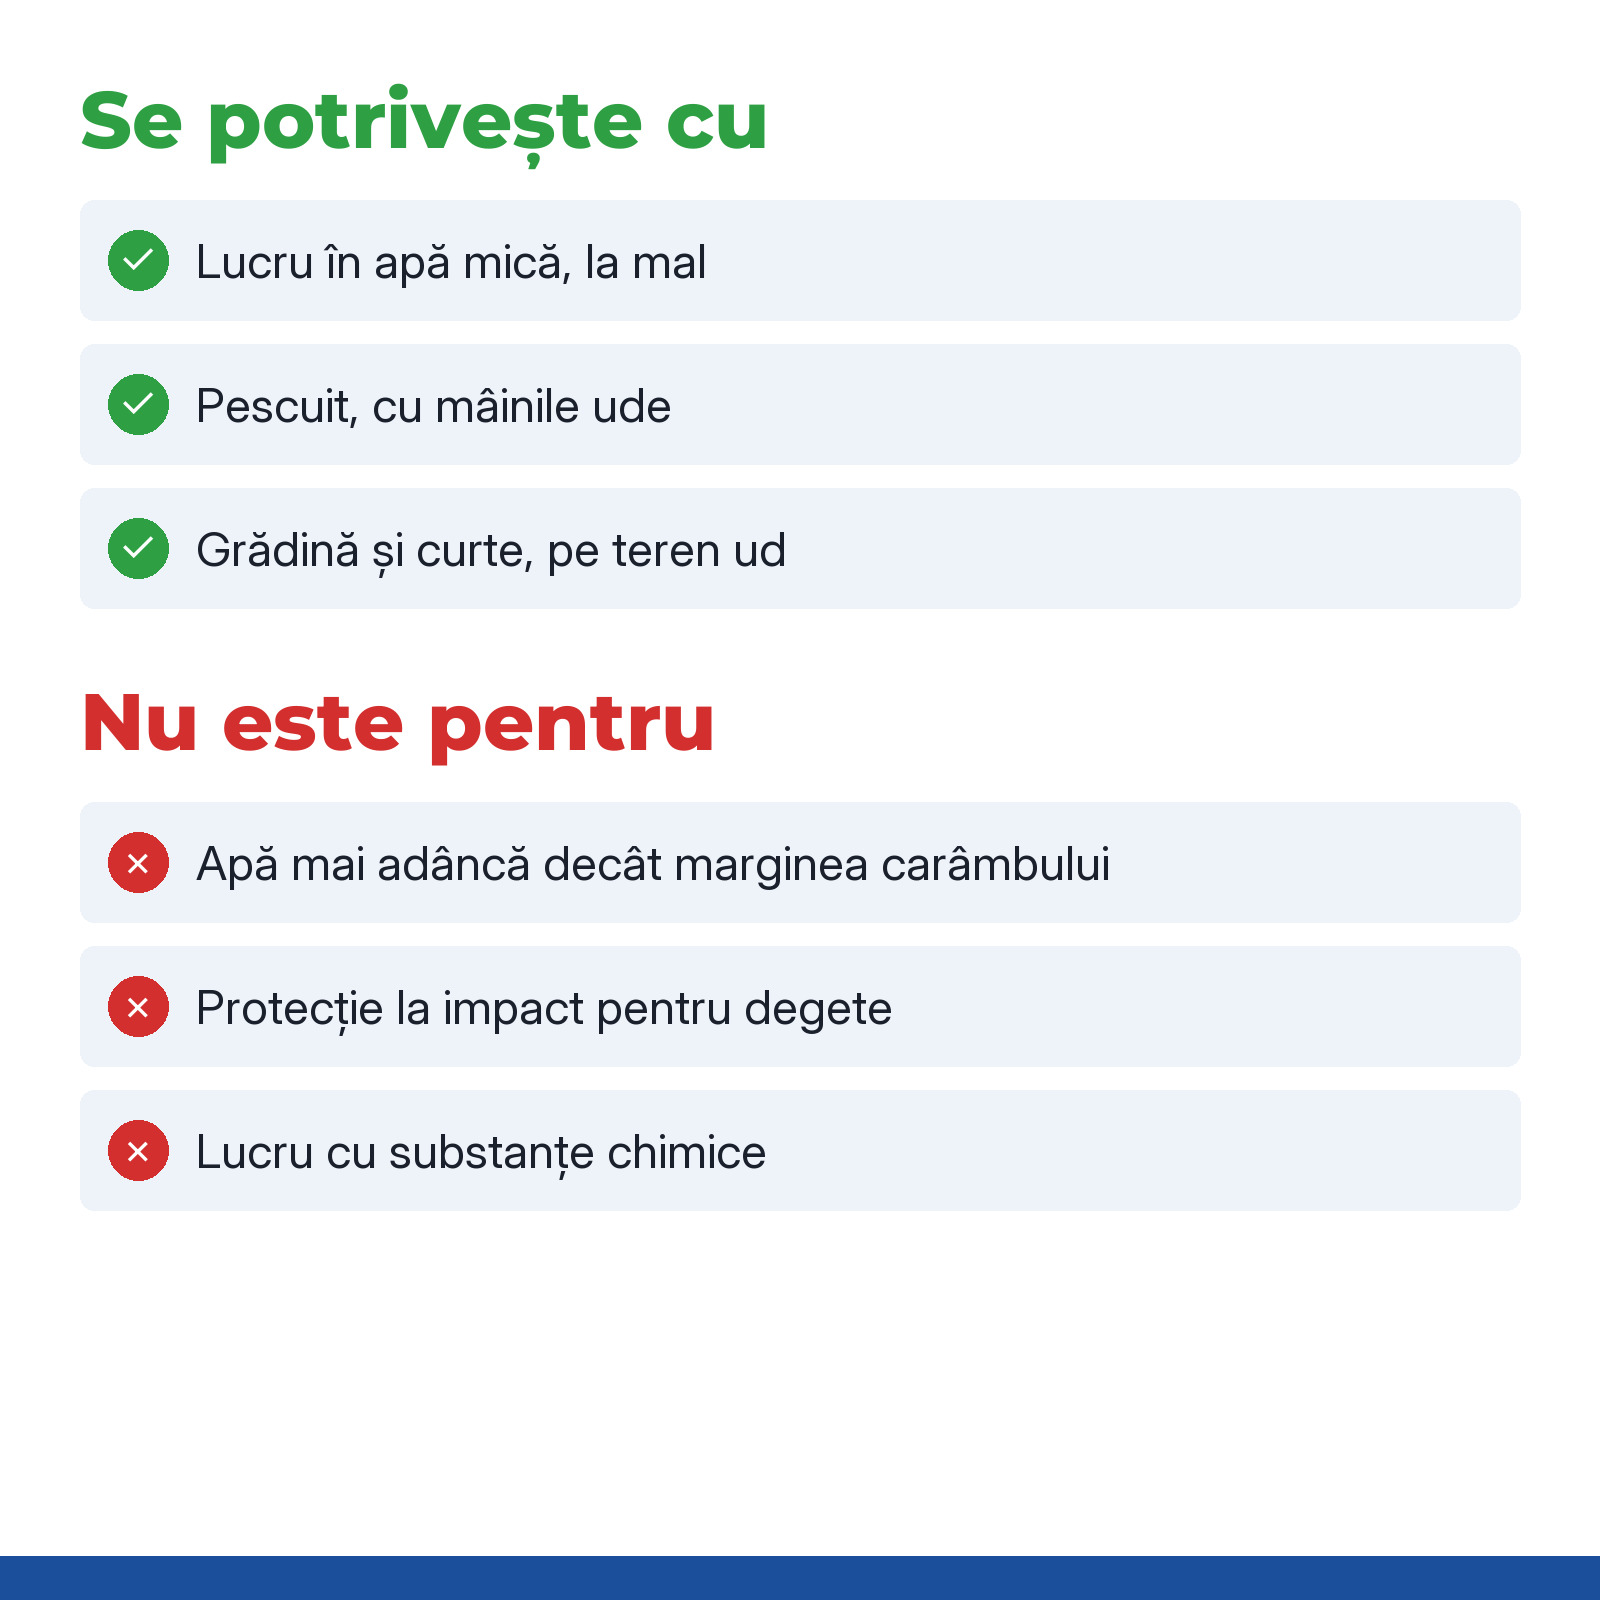 Se potrivește cu
Lucru în apă mică, la mal
Pescuit, cu mâinile ude
Grădină și curte, pe teren ud
Nu este pentru
Apă mai adâncă decât marginea carâmbului
Protecție la impact pentru degete
Lucru cu substanțe chimice